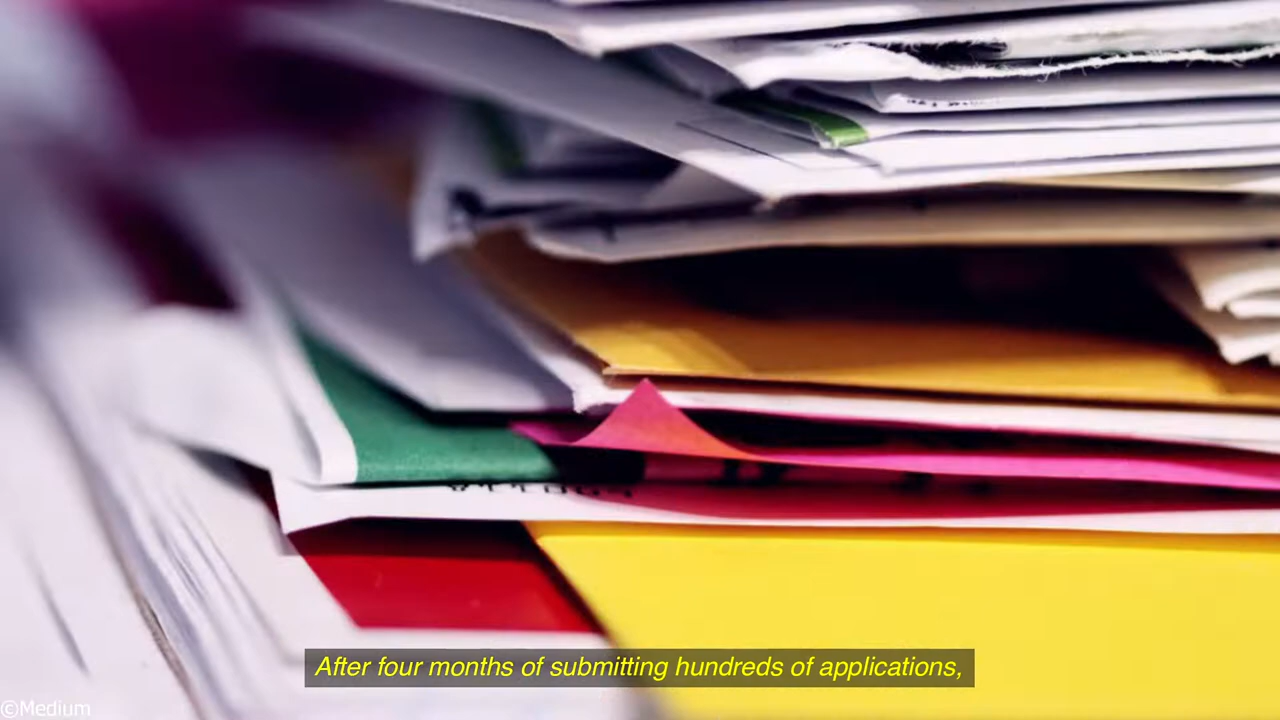 After four months of submitting hundreds of applications,
©Medium